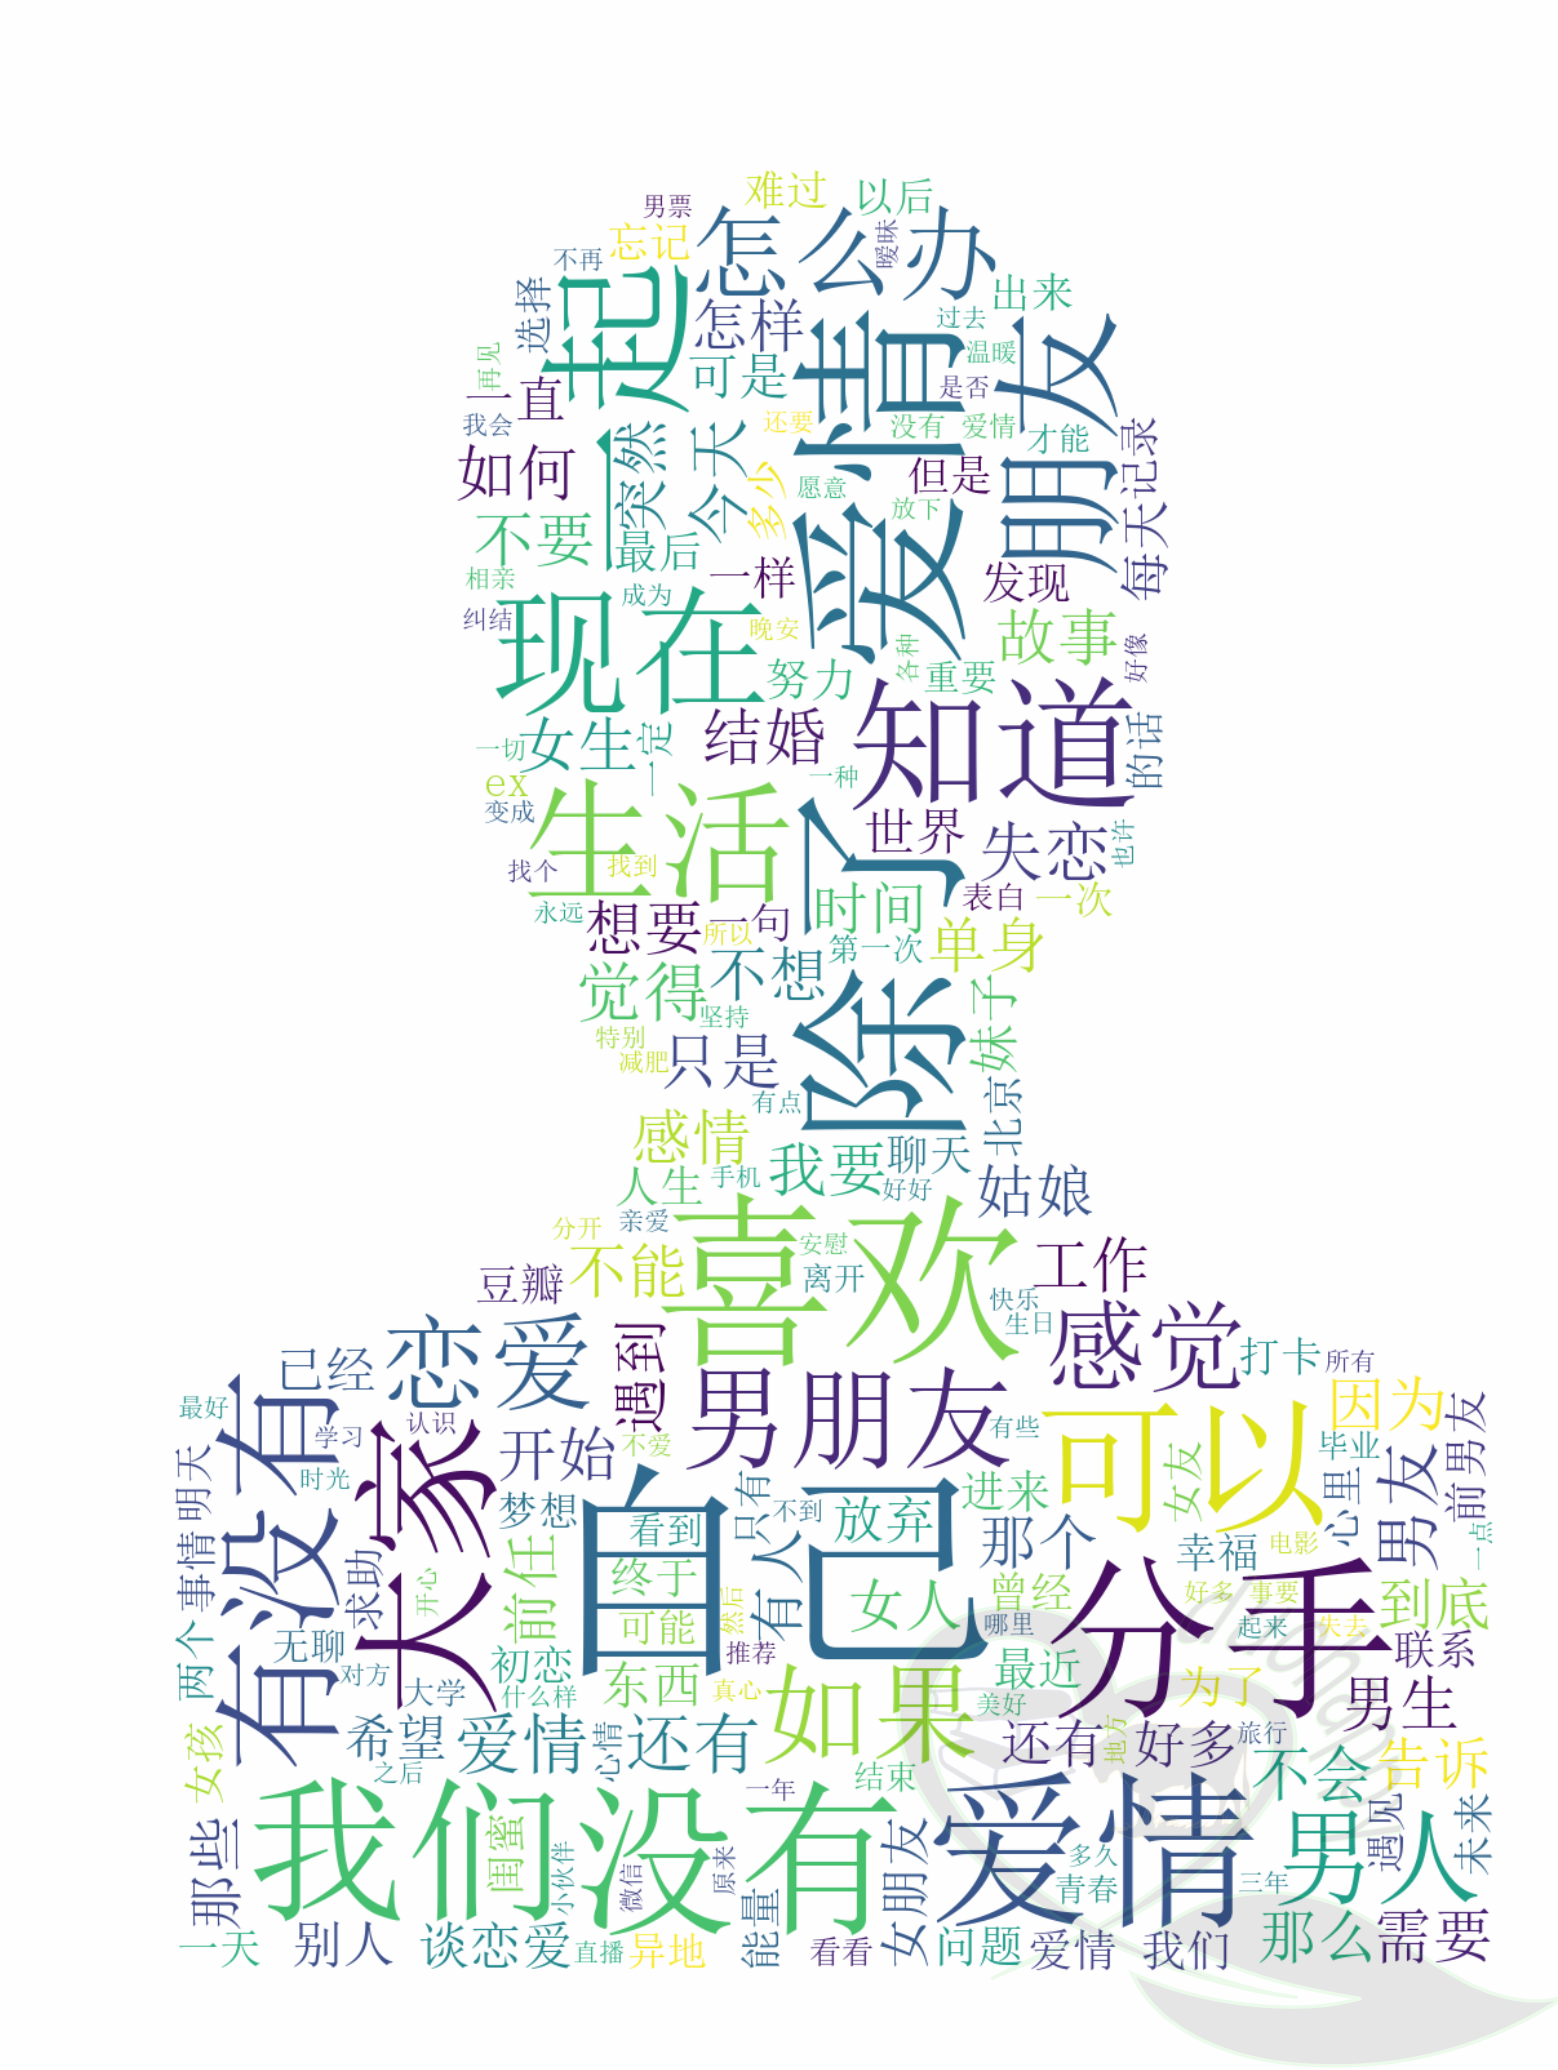 难过
以后
男票
忘记
怎么办
暧昧
不再
一起
选择
怎样
出来
过去
朋友
爱情
再见
可是
温暖
是否
一直
我会
还要
没有
爱情
才能
每天记录
如何
突然
今天
多少
但是
愿意
放下
不要
最后
相亲
一样
发现
纠结
成为
晚安
故事
现在
努力
各种
重要
好像
知道
女生
一定
结婚
的话
一切
ex
一种
生活
变成
除了
世界
失恋
也许
找个
找到
时间
表白
一次
永远
想要
一句
所以
第一次
单身
不想
觉得
坚持
妹子
特别
减肥
只是
有点
北京
感情
我要
聊天
人生
手机
好好
姑娘
分开
亲爱
喜欢
安慰
不能
离开
工作
豆瓣
快乐
生日
恋爱
遇到
感觉
打卡
所有
已经
有没有
男朋友
因为
最好
大家
认识
学习
开始
不爱
有些
可以
女友
毕业
前男友
明天
时光
梦想
自己
看到
只有
不到
放弃
进来
心里
男友
那个
幸福
电影
一点
事情
求助
前任
终于
有人
分手
开心
可能
然后
女人
曾经
好多
事要
到底
两个
无聊
哪里
起来
失去
初恋
推荐
联系
对方
大学
什么样
东西
真心
如果
最近
为了
美好
男生
女孩
希望
爱情
心情
还有
还有
地方
好多
旅行
之后
结束
不会
告诉
我们
没有
一年
爱情
男人
遇见
未来
那些
闺蜜
小伙伴
微信
原来
女朋友
多久
青春
三年
一天
别人
谈恋爱
直播
异地
能量
看看
问题
爱情
我们
那么
需要